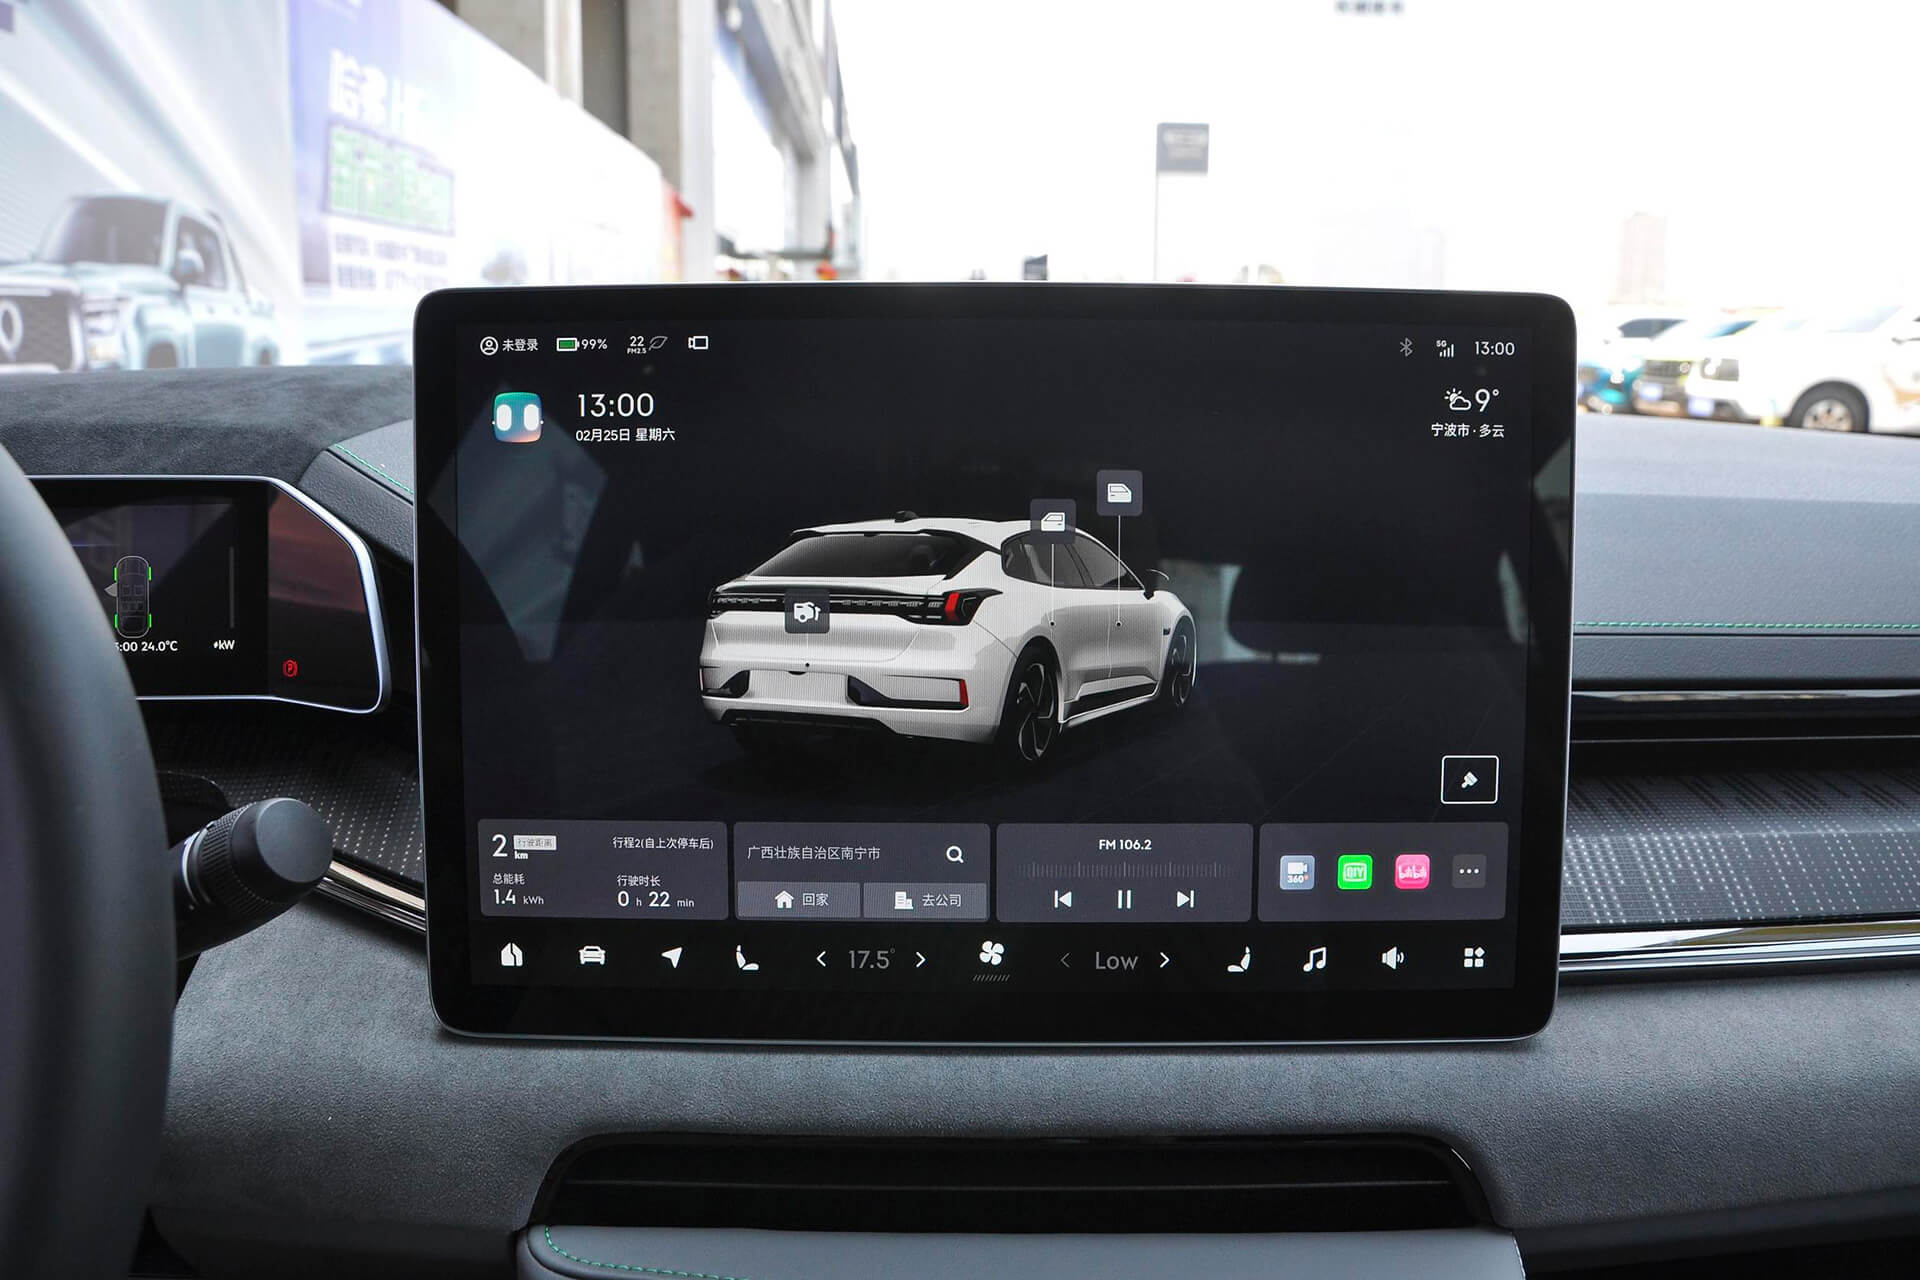 未登录
99%
22
PM2.5
5G
13:00
13:00
02月25日 星期六
9°
宁波市·多云
:00 24.0°C
kW
2
km
行驶距离
行程2(自上次停车后)
总能耗
1.4 kWh
行驶时长
0 h 22 min
广西壮族自治区南宁市
回家
去公司
FM 106.2
360°
17.5°
Low